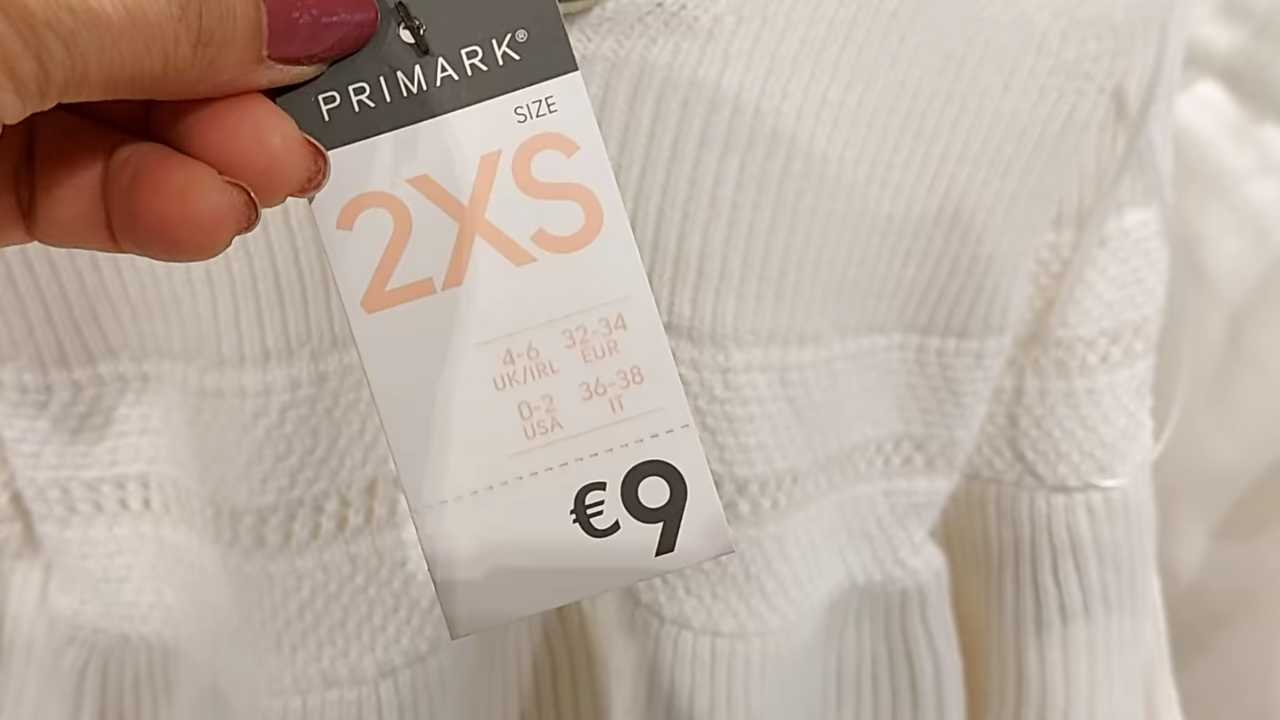 PRIMARK®
SIZE
2XS
4-6 32-34
UK/IRL EUR
0-2 36-38
USA IT
€9